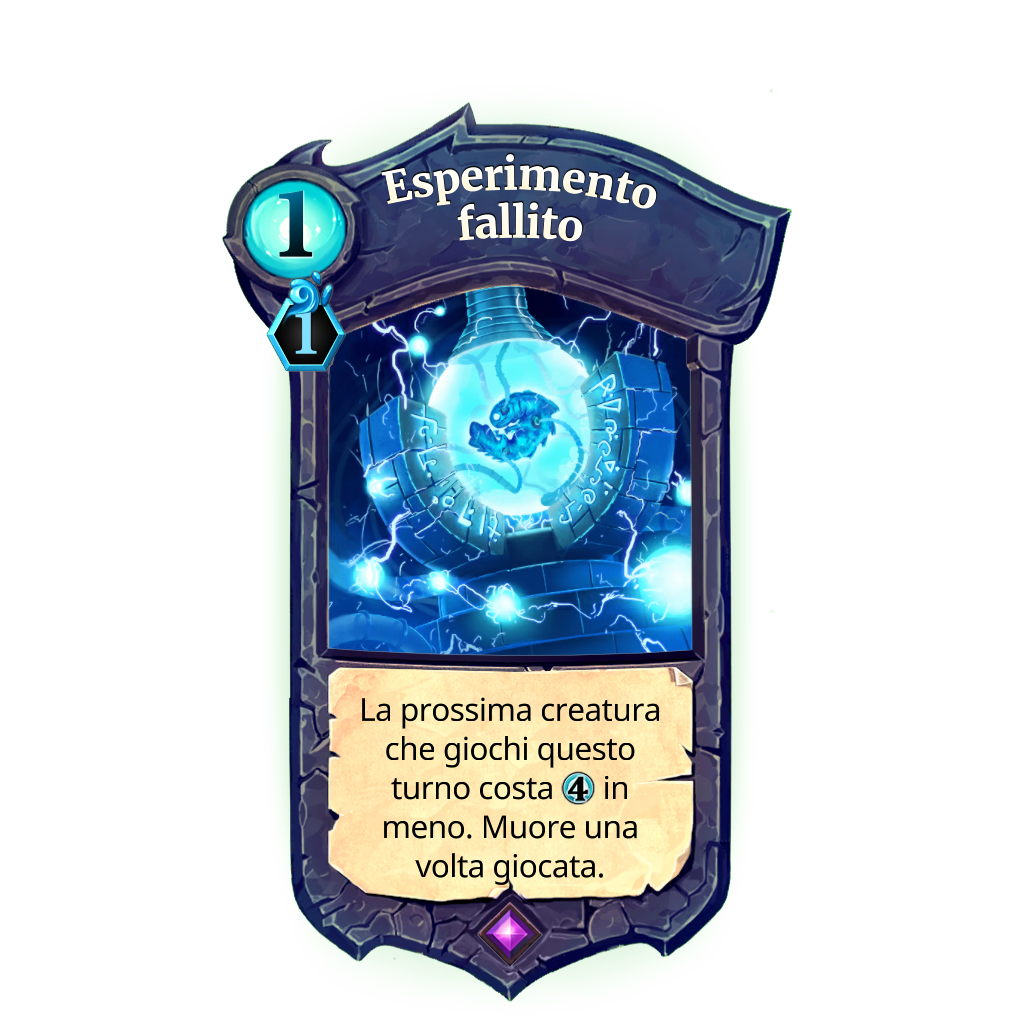 Esperimento
fallito
1
1
La prossima creatura
che giochi questo
turno costa 4 in
meno. Muore una
volta giocata.